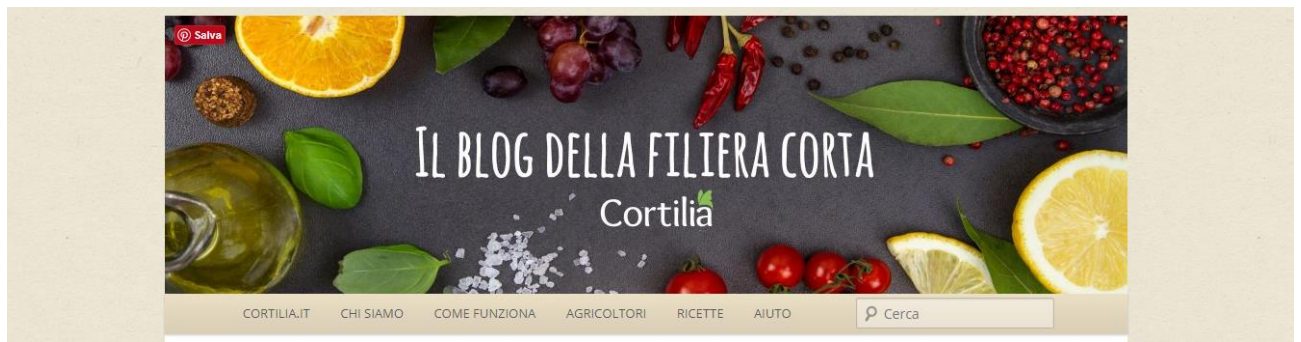 Salva
IL BLOG DELLA FILIERA CORTA
Cortilia
CORTILIA.IT CHI SIAMO COME FUNZIONA AGRICOLTORI RICETTE AIUTO Cerca